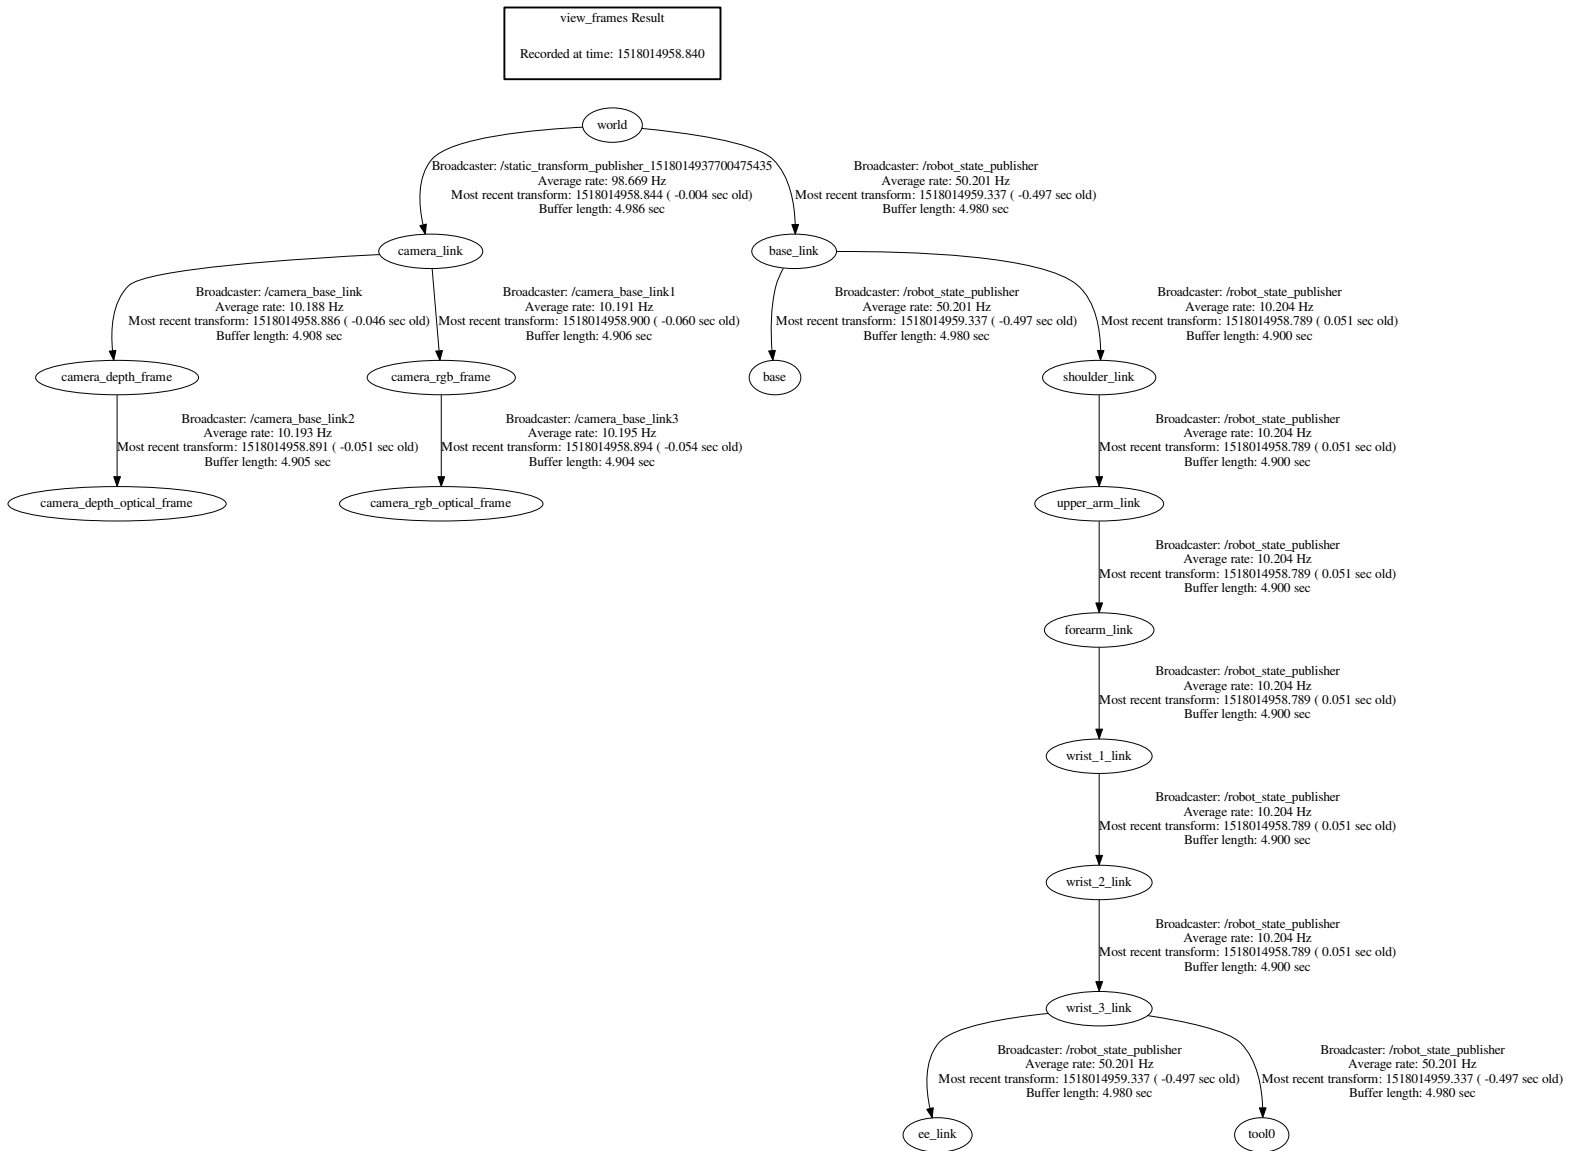 view_frames Result
Recorded at time: 1518014958.840
world
Broadcaster: /static_transform_publisher_1518014937700475435
Average rate: 98.669 Hz
Most recent transform: 1518014958.844 ( -0.004 sec old)
Buffer length: 4.986 sec
Broadcaster: /robot_state_publisher
Average rate: 50.201 Hz
Most recent transform: 1518014959.337 ( -0.497 sec old)
Buffer length: 4.980 sec
camera_link
base_link
Broadcaster: /camera_base_link
Average rate: 10.188 Hz
Most recent transform: 1518014958.886 ( -0.046 sec old)
Buffer length: 4.908 sec
Broadcaster: /camera_base_link1
Average rate: 10.191 Hz
Most recent transform: 1518014958.900 ( -0.060 sec old)
Buffer length: 4.906 sec
Broadcaster: /robot_state_publisher
Average rate: 50.201 Hz
Most recent transform: 1518014959.337 ( -0.497 sec old)
Buffer length: 4.980 sec
Broadcaster: /robot_state_publisher
Average rate: 10.204 Hz
Most recent transform: 1518014958.789 ( 0.051 sec old)
Buffer length: 4.900 sec
camera_depth_frame
camera_rgb_frame
base
shoulder_link
Broadcaster: /camera_base_link2
Average rate: 10.193 Hz
Most recent transform: 1518014958.891 ( -0.051 sec old)
Buffer length: 4.905 sec
Broadcaster: /camera_base_link3
Average rate: 10.195 Hz
Most recent transform: 1518014958.894 ( -0.054 sec old)
Buffer length: 4.904 sec
Broadcaster: /robot_state_publisher
Average rate: 10.204 Hz
Most recent transform: 1518014958.789 ( 0.051 sec old)
Buffer length: 4.900 sec
camera_depth_optical_frame
camera_rgb_optical_frame
upper_arm_link
Broadcaster: /robot_state_publisher
Average rate: 10.204 Hz
Most recent transform: 1518014958.789 ( 0.051 sec old)
Buffer length: 4.900 sec
forearm_link
Broadcaster: /robot_state_publisher
Average rate: 10.204 Hz
Most recent transform: 1518014958.789 ( 0.051 sec old)
Buffer length: 4.900 sec
wrist_1_link
Broadcaster: /robot_state_publisher
Average rate: 10.204 Hz
Most recent transform: 1518014958.789 ( 0.051 sec old)
Buffer length: 4.900 sec
wrist_2_link
Broadcaster: /robot_state_publisher
Average rate: 10.204 Hz
Most recent transform: 1518014958.789 ( 0.051 sec old)
Buffer length: 4.900 sec
wrist_3_link
Broadcaster: /robot_state_publisher
Average rate: 50.201 Hz
Most recent transform: 1518014959.337 ( -0.497 sec old)
Buffer length: 4.980 sec
Broadcaster: /robot_state_publisher
Average rate: 50.201 Hz
Most recent transform: 1518014959.337 ( -0.497 sec old)
Buffer length: 4.980 sec
ee_link
tool0